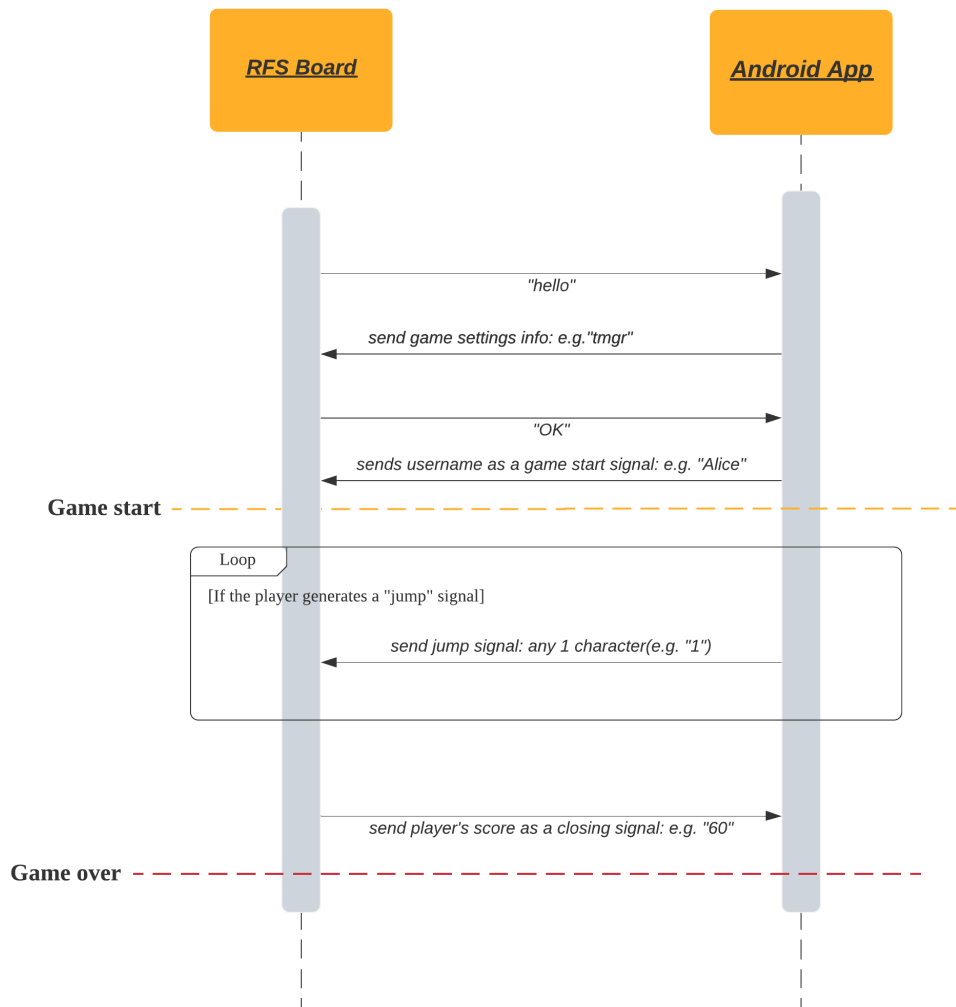 RFS Board
Android App
"hello"
send game settings info: e.g."tmgr"
"OK"
sends username as a game start signal: e.g. "Alice"
Game start
Loop
[If the player generates a "jump" signal]
send jump signal: any 1 character(e.g. "1")
send player's score as a closing signal: e.g. "60"
Game over